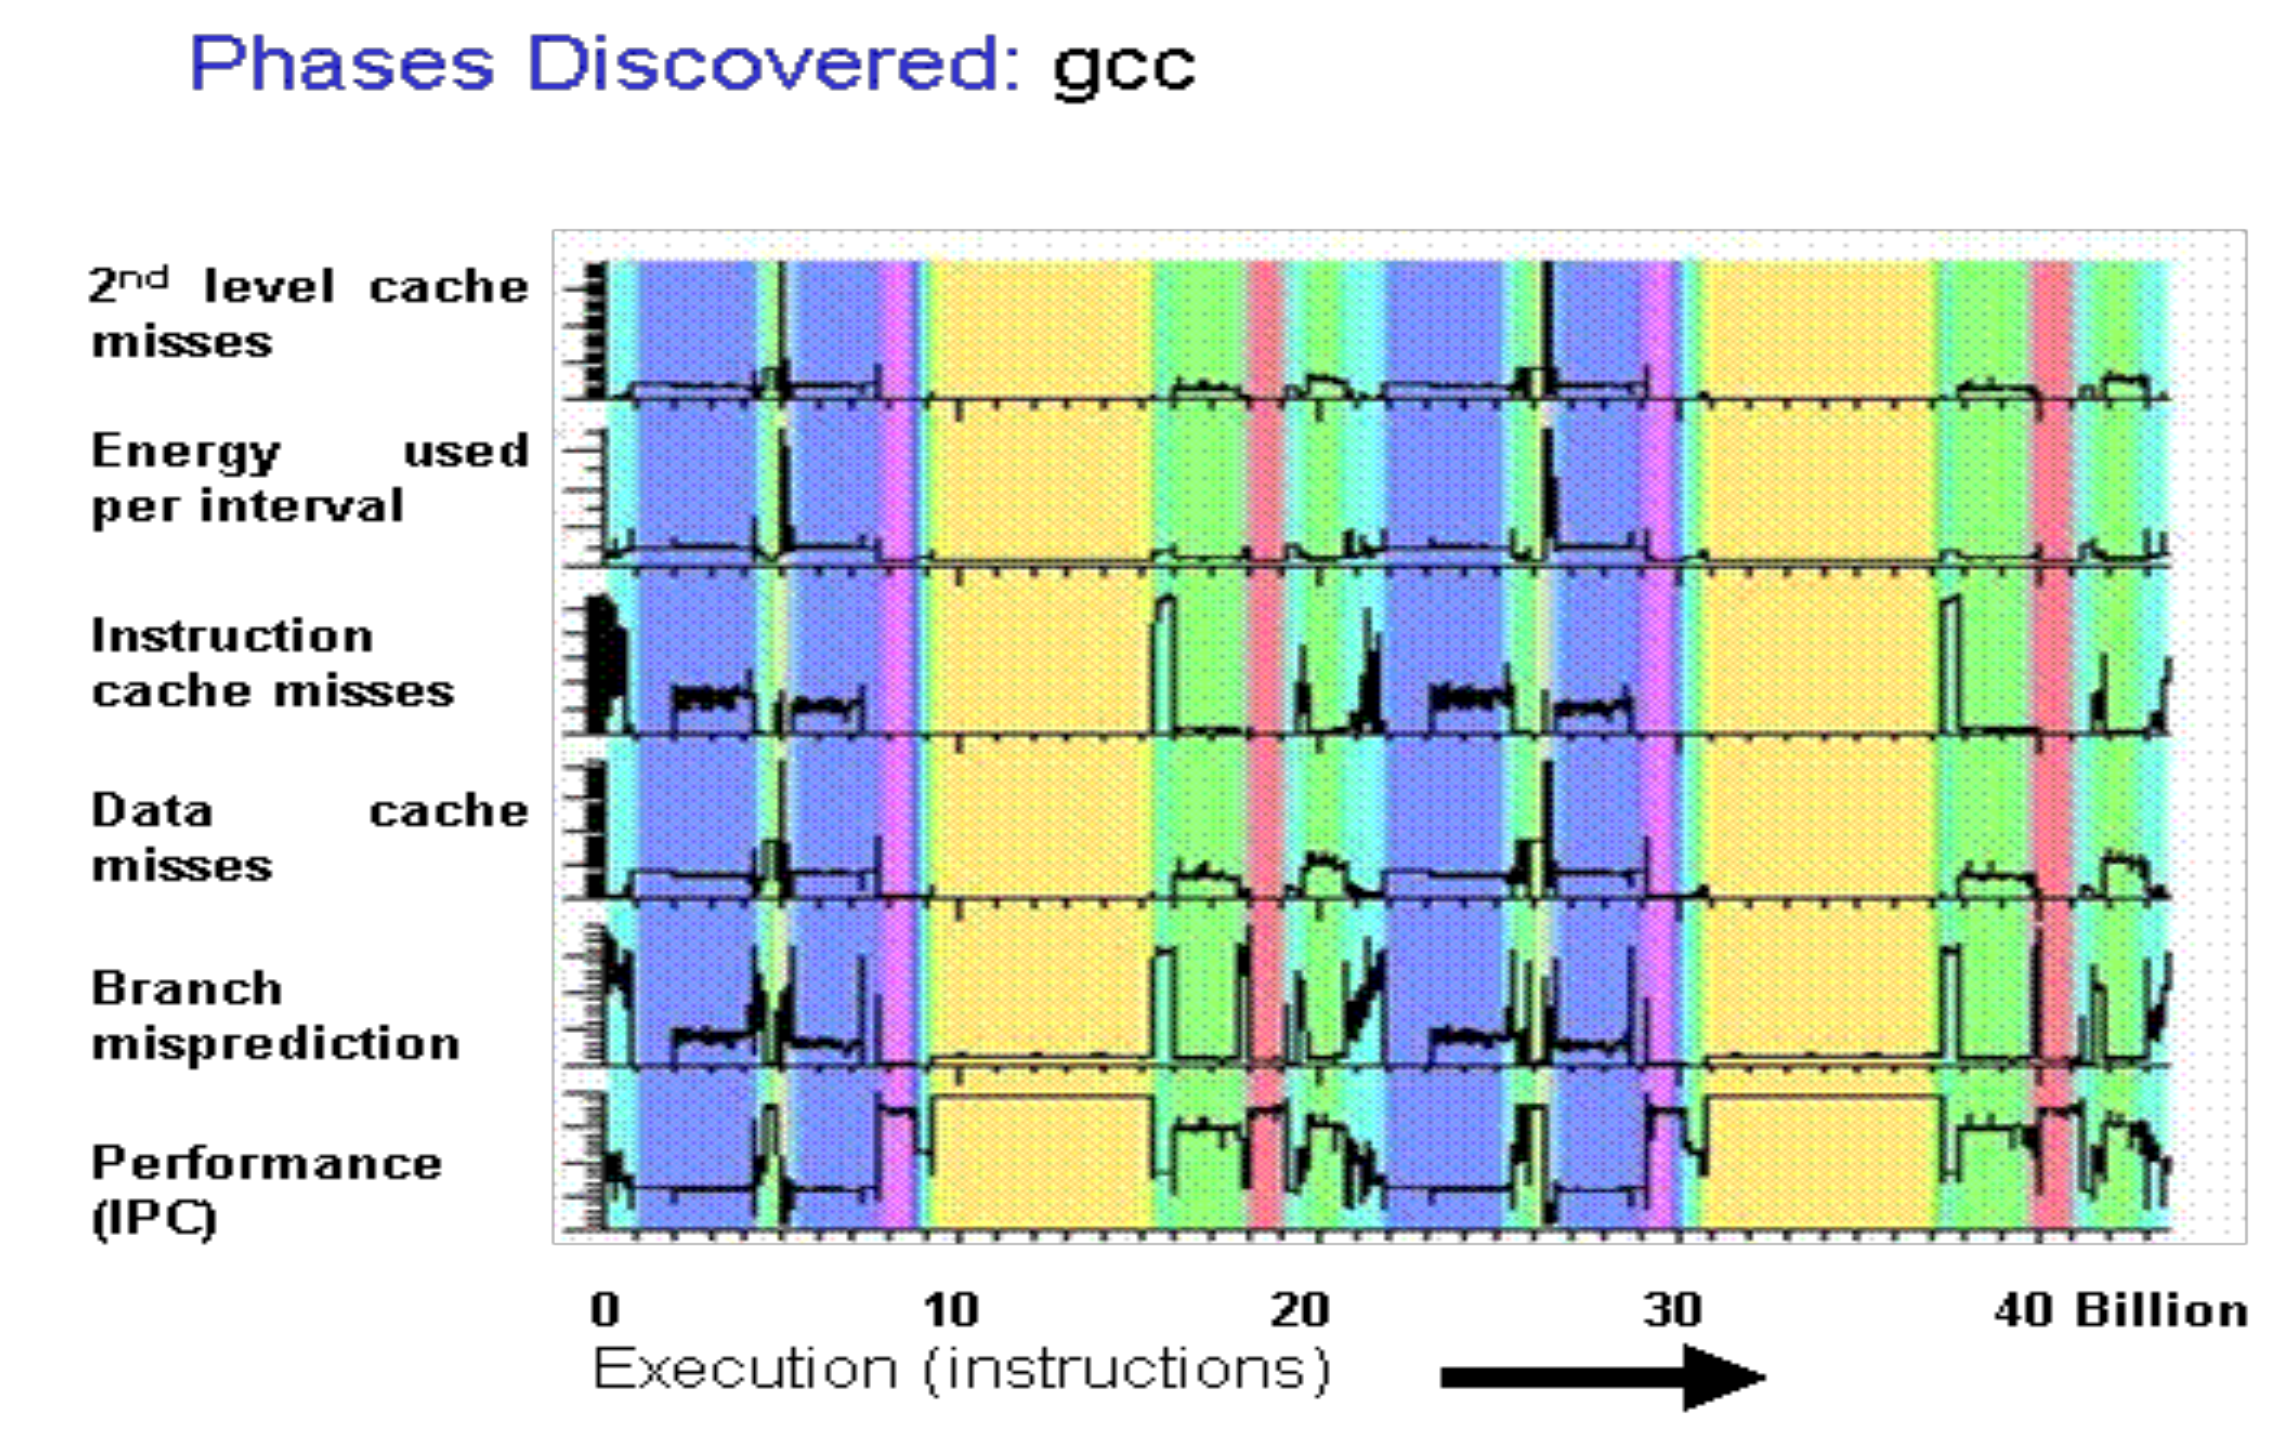 Phases Discovered: gcc
2nd level cache
misses
Energy used
per interval
Instruction
cache misses
Data cache
misses
Branch
misprediction
Performance
(IPC)
0 10 20 30 40 Billion
Execution (instructions)